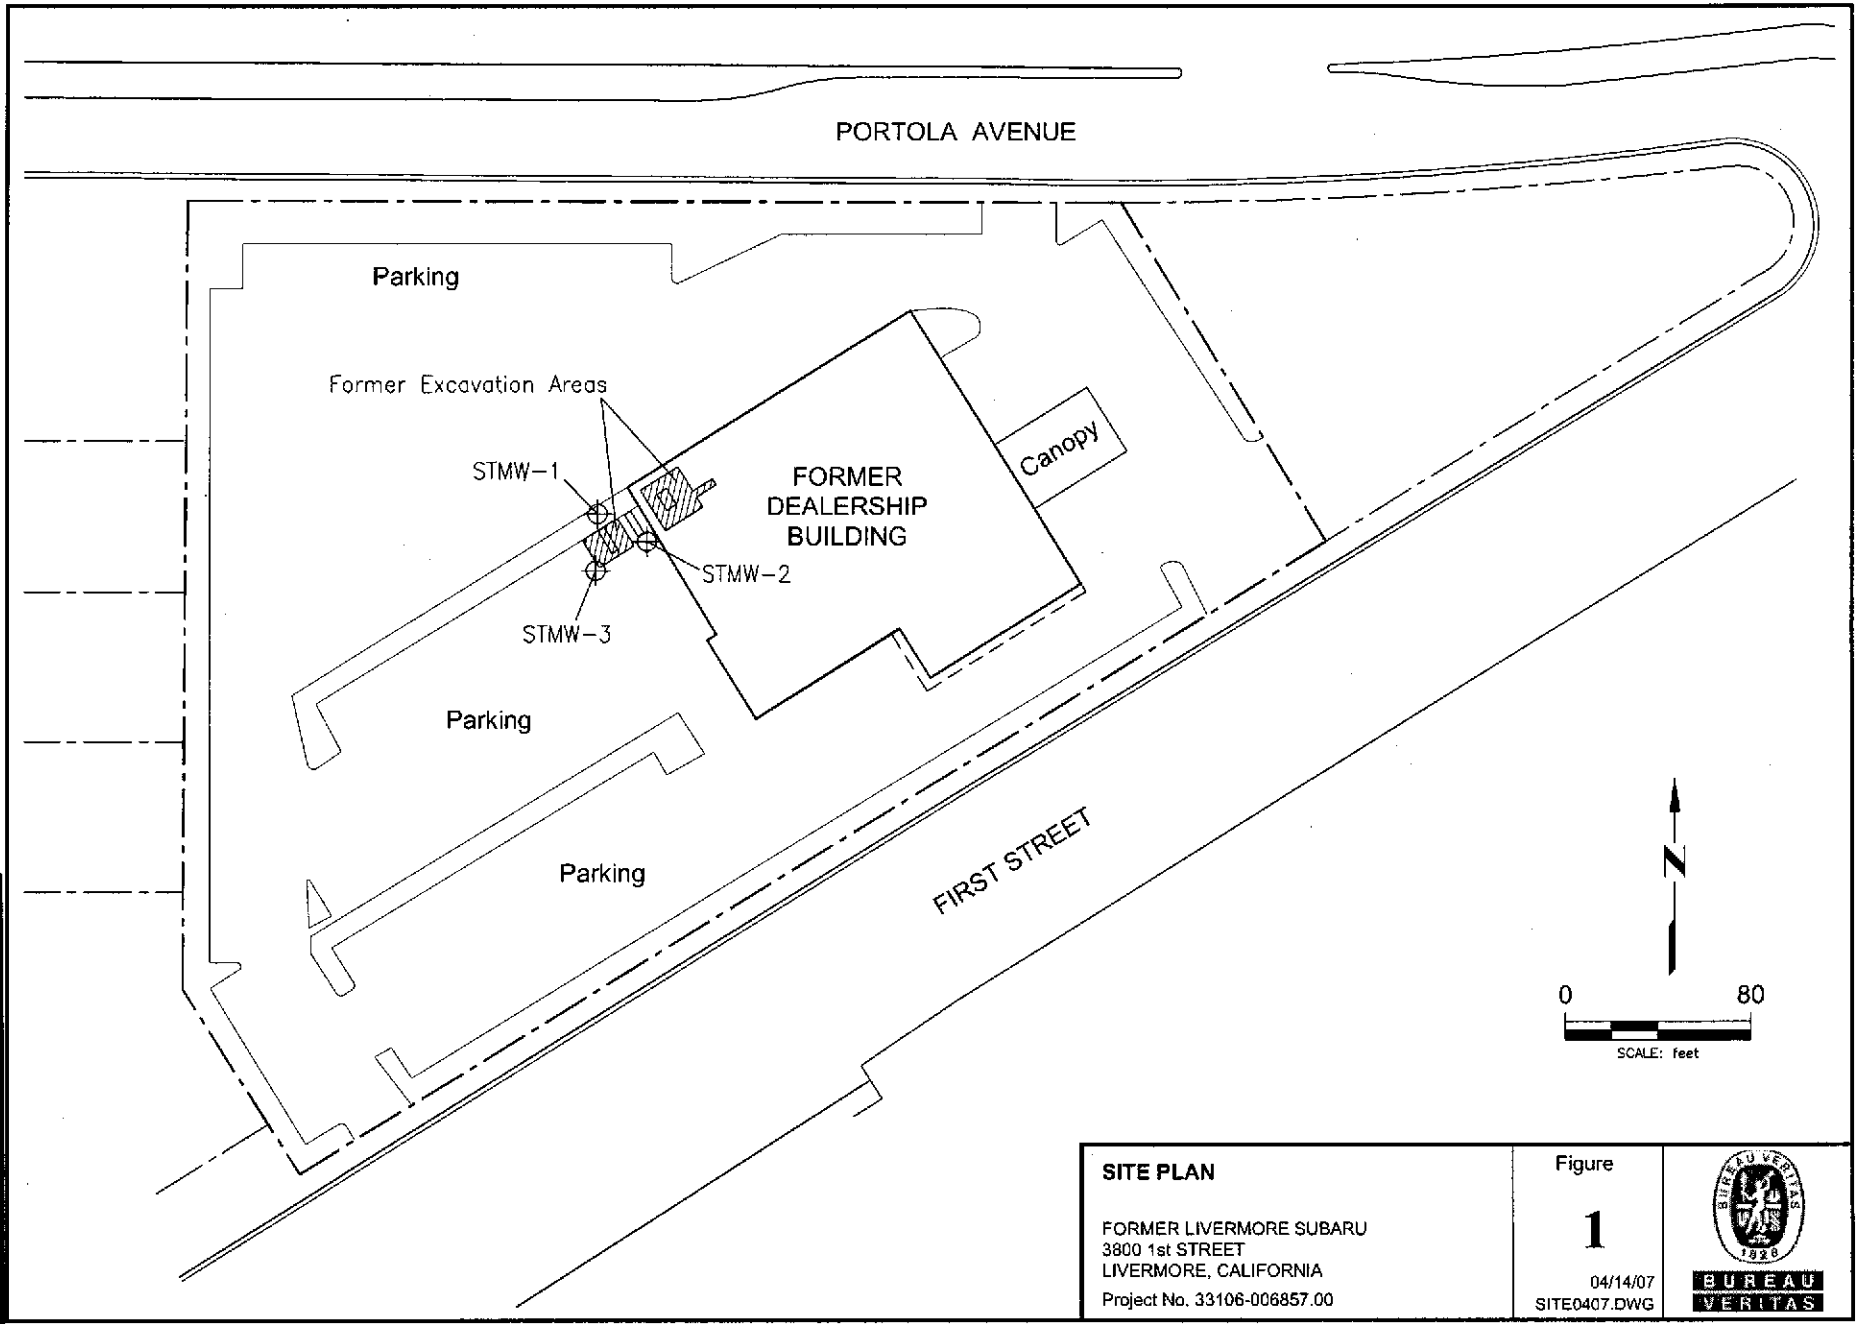 PORTOLA AVENUE
Parking
Former Excavation Areas
STMW-1
FORMER
DEALERSHIP
BUILDING
Canopy
STMW-2
STMW-3
Parking
Parking
FIRST STREET
N
0 80
SCALE: feet
SITE PLAN
FORMER LIVERMORE SUBARU
3800 1st STREET
LIVERMORE, CALIFORNIA
Project No. 33106-006857.00
Figure
1
04/14/07
SITE0407.DWG
BUREAU VERITAS
1828
BUREAU
VERITAS